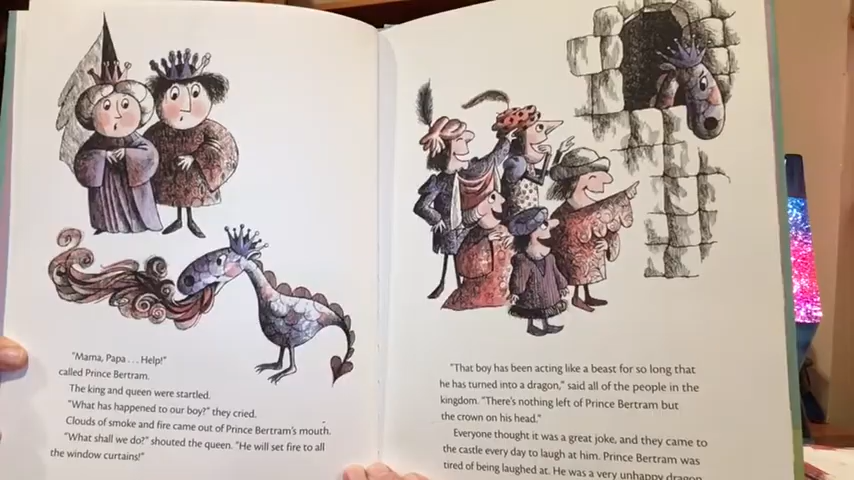 "Mama, Papa . . . Help!"
called Prince Bertram.
The king and queen were startled.
"What has happened to our boy?" they cried.
Clouds of smoke and fire came out of Prince Bertram's mouth.
"What shall we do?" shouted the queen. "He will set fire to all
the window curtains!"
"That boy has been acting like a beast for so long that
he has turned into a dragon," said all of the people in the
kingdom. "There's nothing left of Prince Bertram but
the crown on his head."
Everyone thought it was a great joke, and they came to
the castle every day to laugh at him. Prince Bertram was
tired of being laughed at. He was a very unhappy dragon